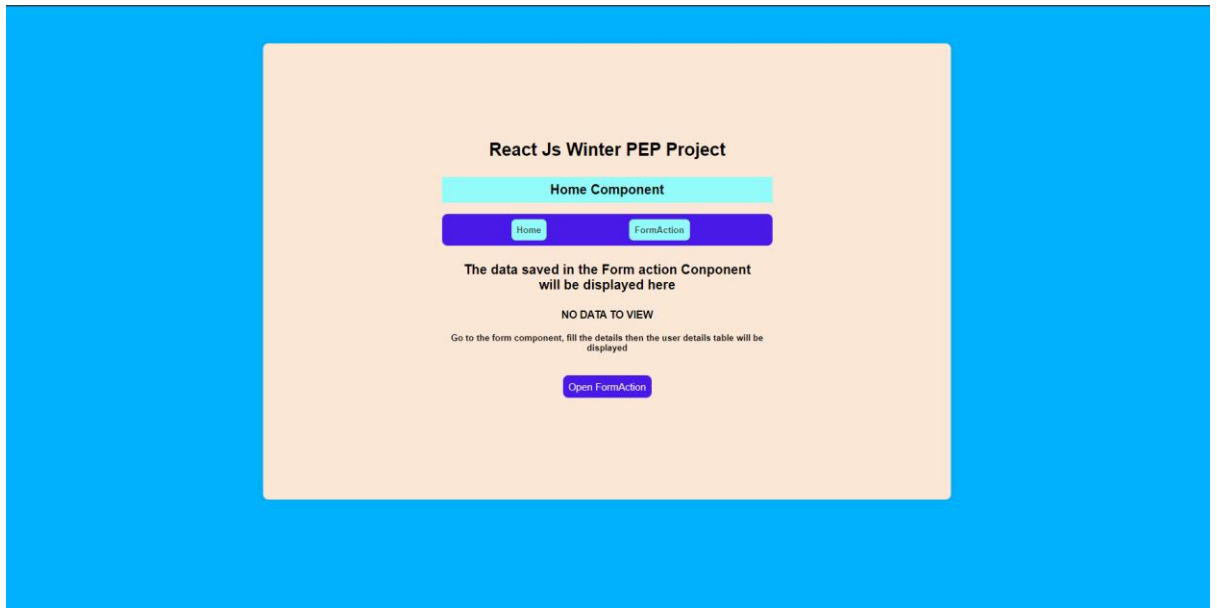 React Js Winter PEP Project
Home Component
Home
FormAction
The data saved in the Form action Conponent
will be displayed here
NO DATA TO VIEW
Go to the form component, fill the details then the user details table will be
displayed
Open FormAction